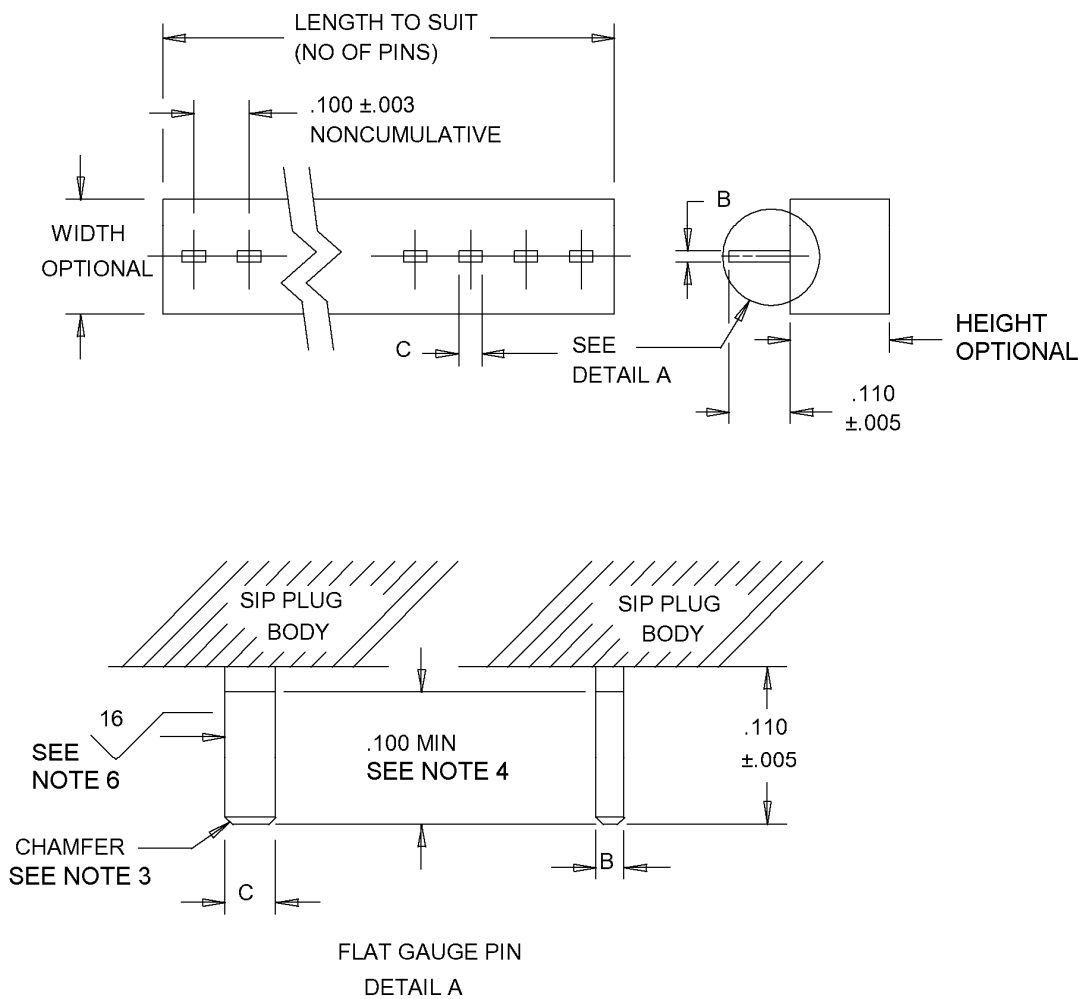 LENGTH TO SUIT
(NO OF PINS)
.100 ±.003
NONCUMULATIVE
B
WIDTH
OPTIONAL
C
SEE
DETAIL A
HEIGHT
OPTIONAL
.110
±.005
SIP PLUG
BODY
SIP PLUG
BODY
16
SEE
NOTE 6
.100 MIN
SEE NOTE 4
.110
±.005
CHAMFER
SEE NOTE 3
C
B
FLAT GAUGE PIN
DETAIL A